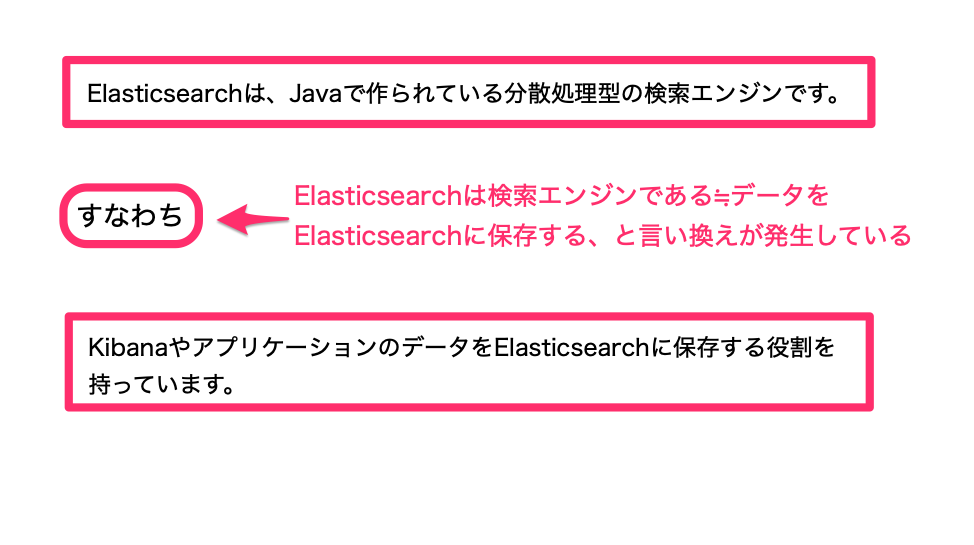 Elasticsearchは、Javaで作られている分散処理型の検索エンジンです。
すなわち
Elasticsearchは検索エンジンである≒データを
Elasticsearchに保存する、と言い換えが発生している
KibanaやアプリケーションのデータをElasticsearchに保存する役割を
持っています。